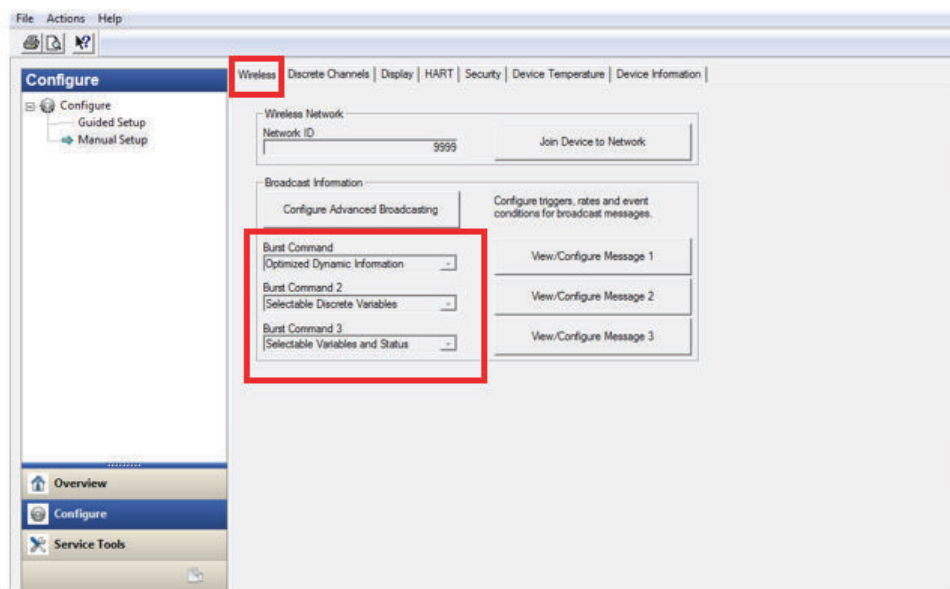 File Actions Help
Configure
Configure
Guided Setup
Manual Setup
Overview
Configure
Service Tools
Wireless Discrete Channels Display HART Security Device Temperature Device Information
Wireless Network
Network ID
9999
Join Device to Network
Broadcast Information
Configure Advanced Broadcasting
Configure triggers, rates and event
conditions for broadcast messages.
Burst Command
Optimized Dynamic Information
View/Configure Message 1
Burst Command 2
Selectable Discrete Variables
View/Configure Message 2
Burst Command 3
Selectable Variables and Status
View/Configure Message 3